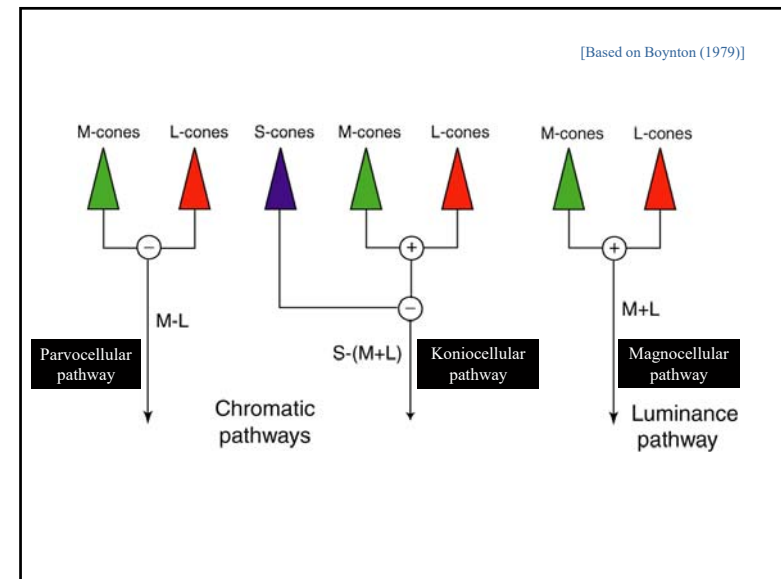 [Based on Boynton (1979)]
M-cones L-cones S-cones M-cones L-cones M-cones L-cones
− + +
−
M-L
M+L
S-(M+L)
Parvocellular
pathway
Koniocellular
pathway
Magnocellular
pathway
Chromatic
pathways
Luminance
pathway